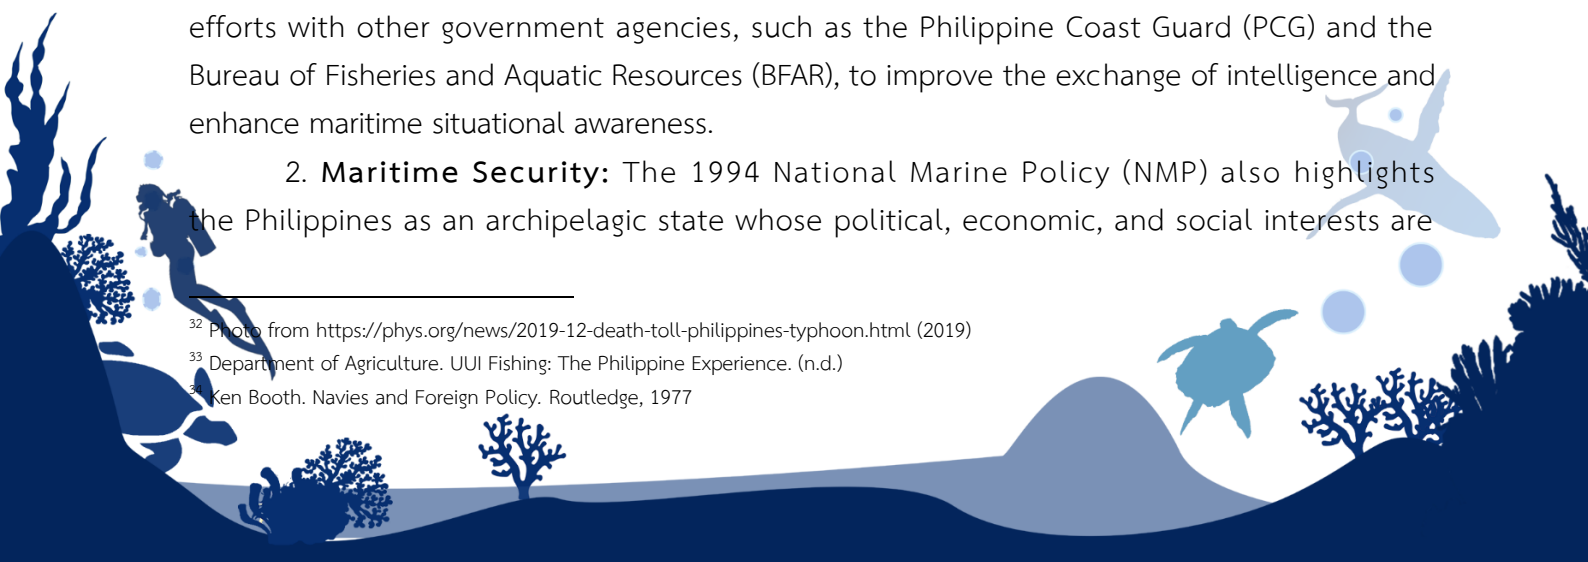 efforts with other government agencies, such as the Philippine Coast Guard (PCG) and the
Bureau of Fisheries and Aquatic Resources (BFAR), to improve the exchange of intelligence and
enhance maritime situational awareness.
2. Maritime Security: The 1994 National Marine Policy (NMP) also highlights
the Philippines as an archipelagic state whose political, economic, and social interests are
32 Photo from https://phys.org/news/2019-12-death-toll-philippines-typhoon.html (2019)
33 Department of Agriculture. UUI Fishing: The Philippine Experience. (n.d.)
34 Ken Booth. Navies and Foreign Policy. Routledge, 1977